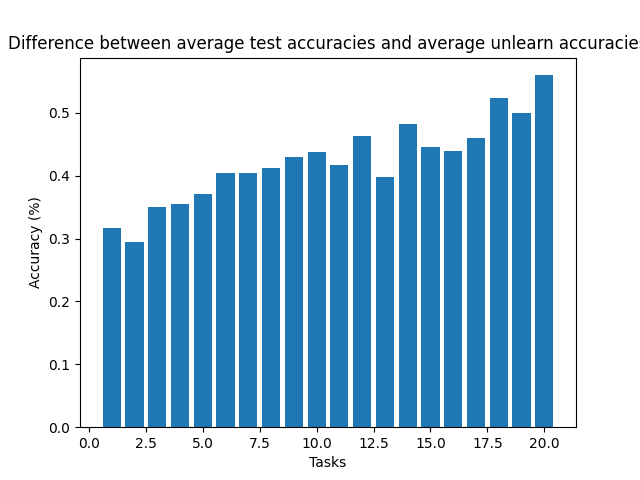 Difference between average test accuracies and average unlearn accuracies
0.5
0.4
0.3
0.2
0.1
0.0
Accuracy (%)
0.0 2.5 5.0 7.5 10.0 12.5 15.0 17.5 20.0
Tasks